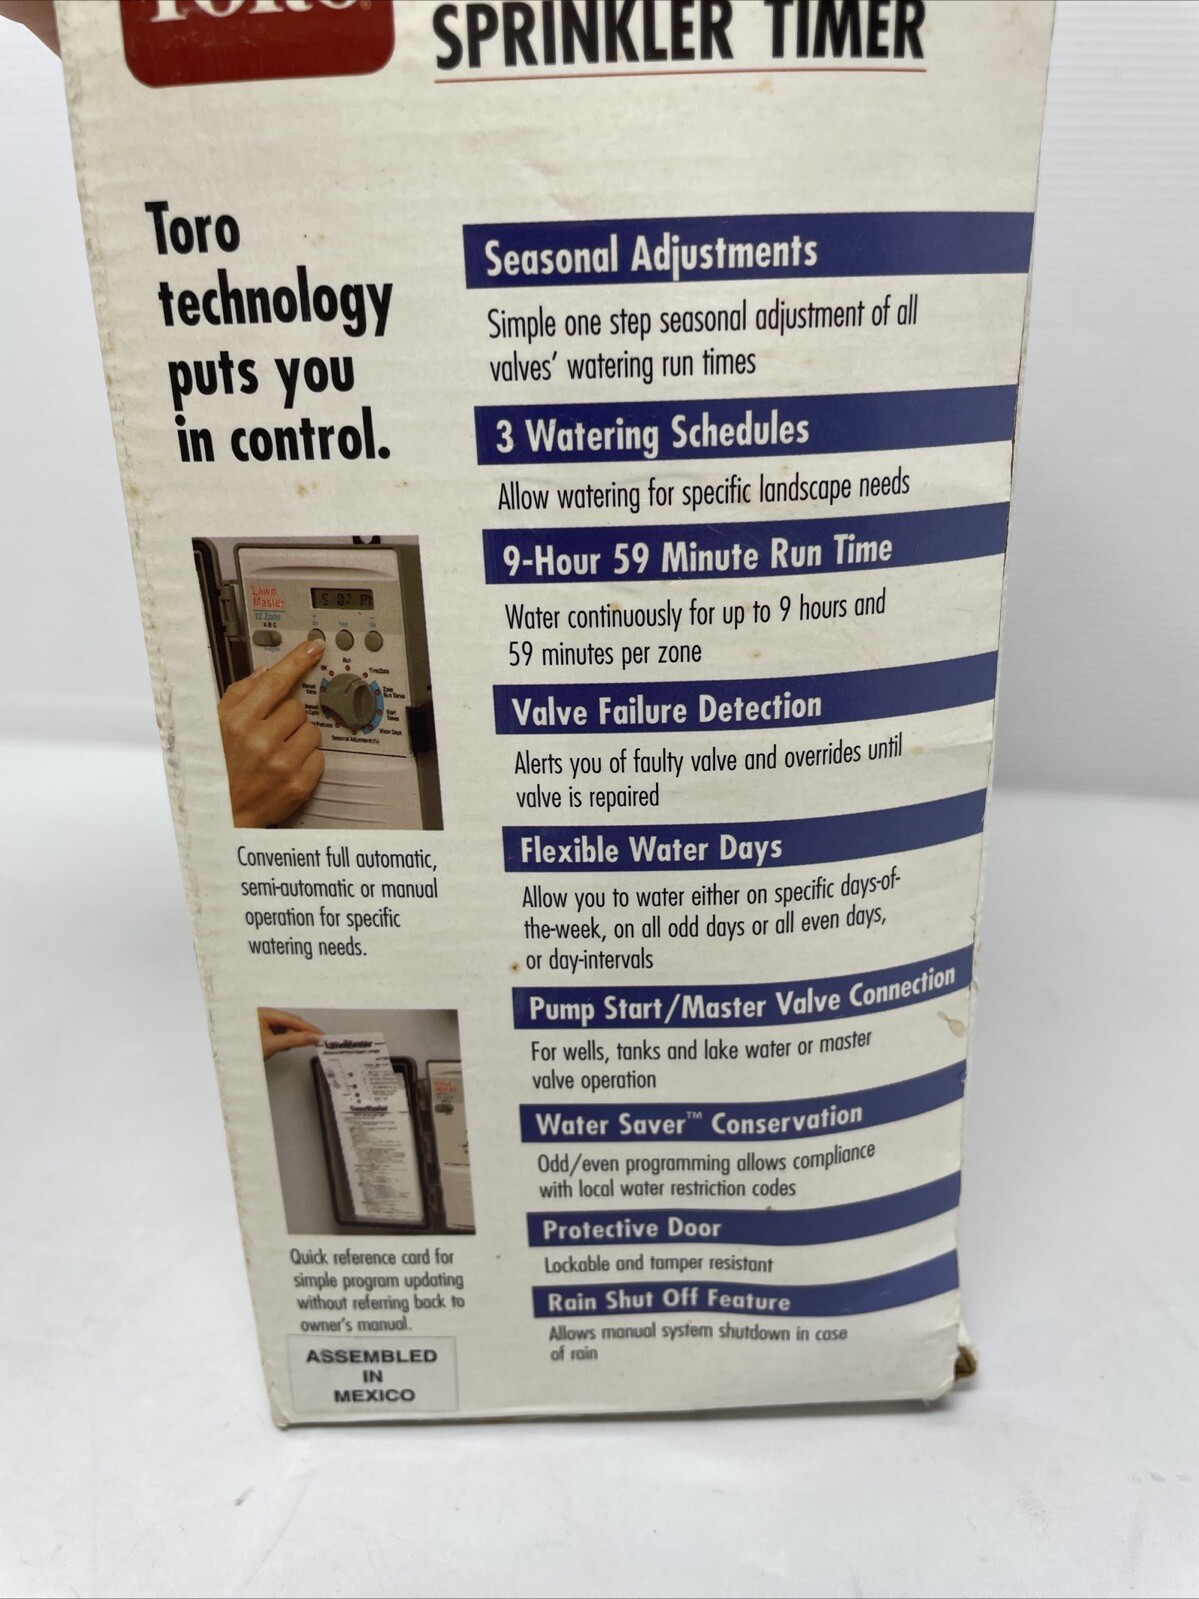 TORO®
SPRINKLER TIMER
Toro
technology
puts you
in control.
Lawn
Master
12 Zone
A B C
Convenient full automatic,
semi-automatic or manual
operation for specific
watering needs.
Quick reference card for
simple program updating
without referring back to
owner's manual.
ASSEMBLED
IN
MEXICO
Seasonal Adjustments
Simple one step seasonal adjustment of all
valves' watering run times
3 Watering Schedules
Allow watering for specific landscape needs
9-Hour 59 Minute Run Time
Water continuously for up to 9 hours and
59 minutes per zone
Valve Failure Detection
Alerts you of faulty valve and overrides until
valve is repaired
Flexible Water Days
Allow you to water either on specific days-of-
the-week, on all odd days or all even days,
or day-intervals
Pump Start/Master Valve Connection
For wells, tanks and lake water or master
valve operation
Water Saver™ Conservation
Odd/even programming allows compliance
with local water restriction codes
Protective Door
Lockable and tamper resistant
Rain Shut Off Feature
Allows manual system shutdown in case
of rain